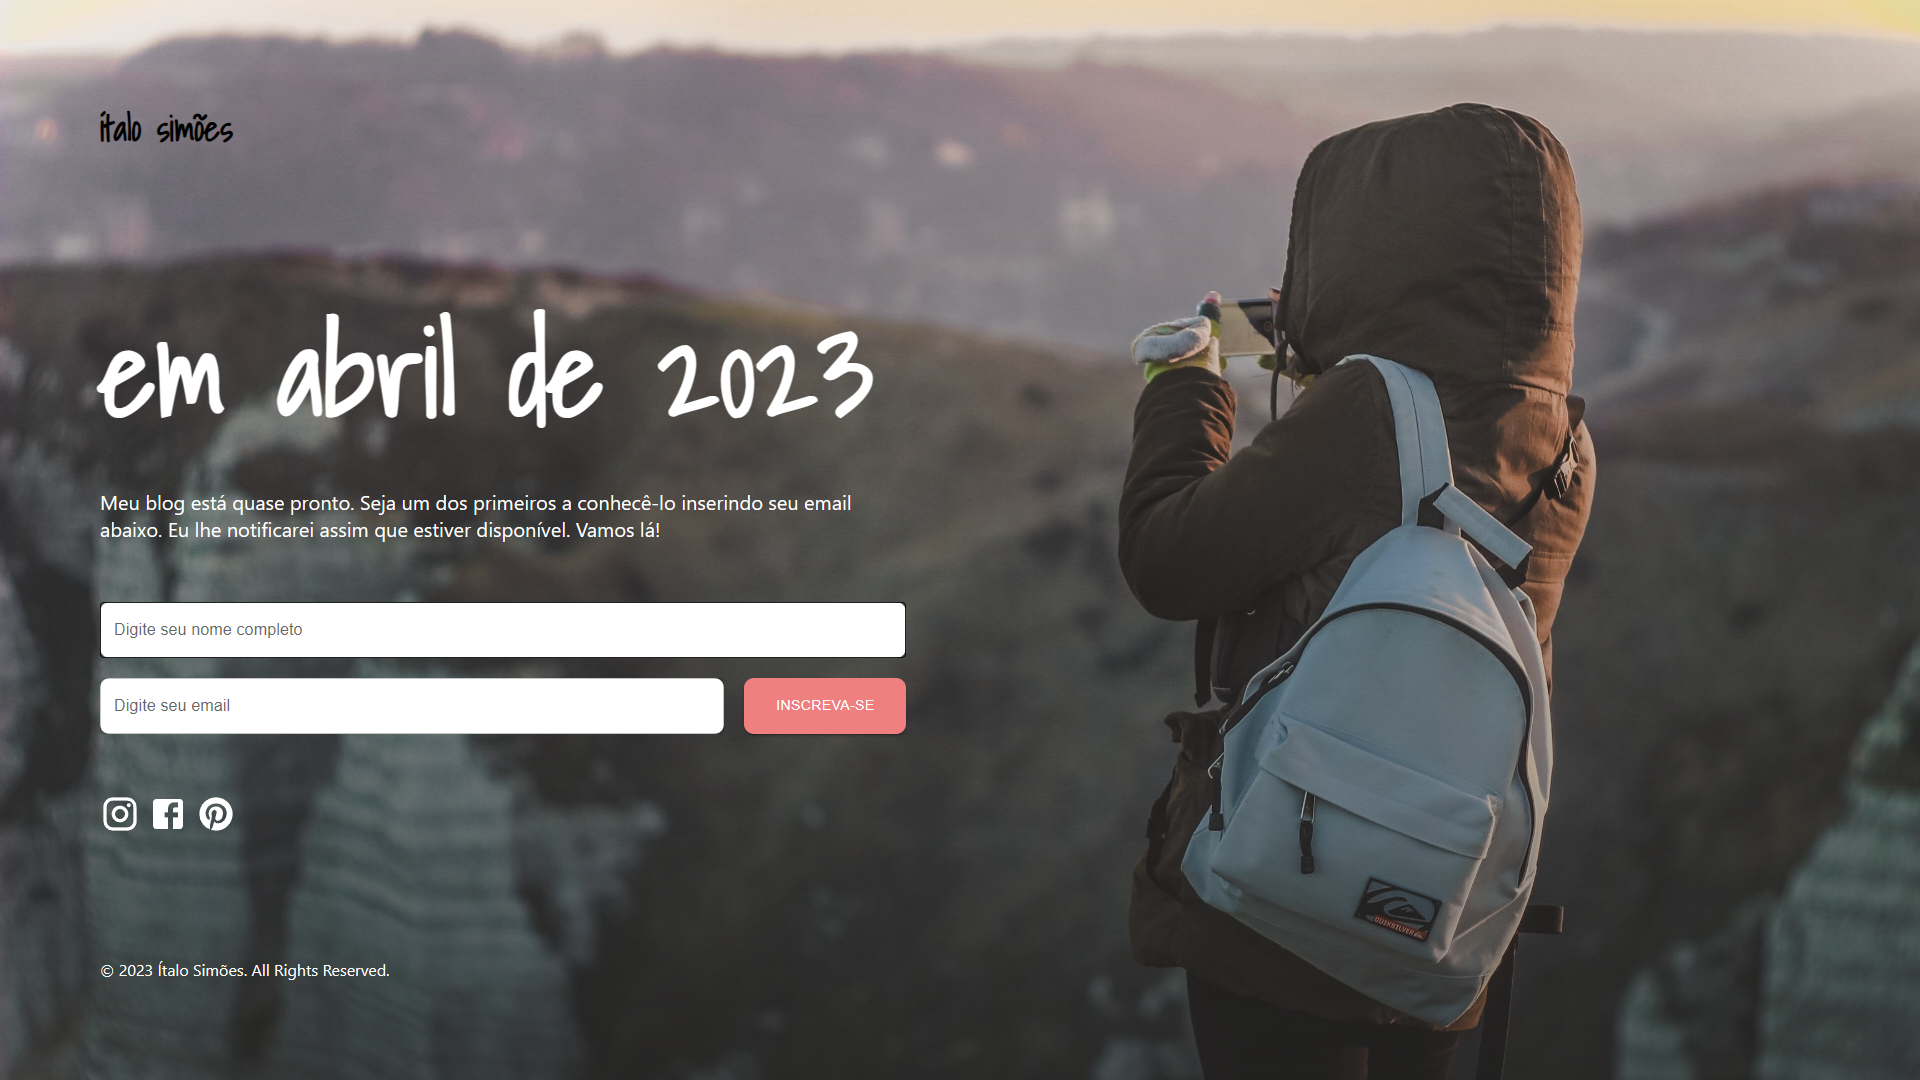 ítalo simões
em abril de 2023
Meu blog está quase pronto. Seja um dos primeiros a conhecê-lo inserindo seu email
abaixo. Eu lhe notificarei assim que estiver disponível. Vamos lá!
Digite seu nome completo
Digite seu email
INSCREVA-SE
© 2023 Ítalo Simões. All Rights Reserved.
QUIKSILVER